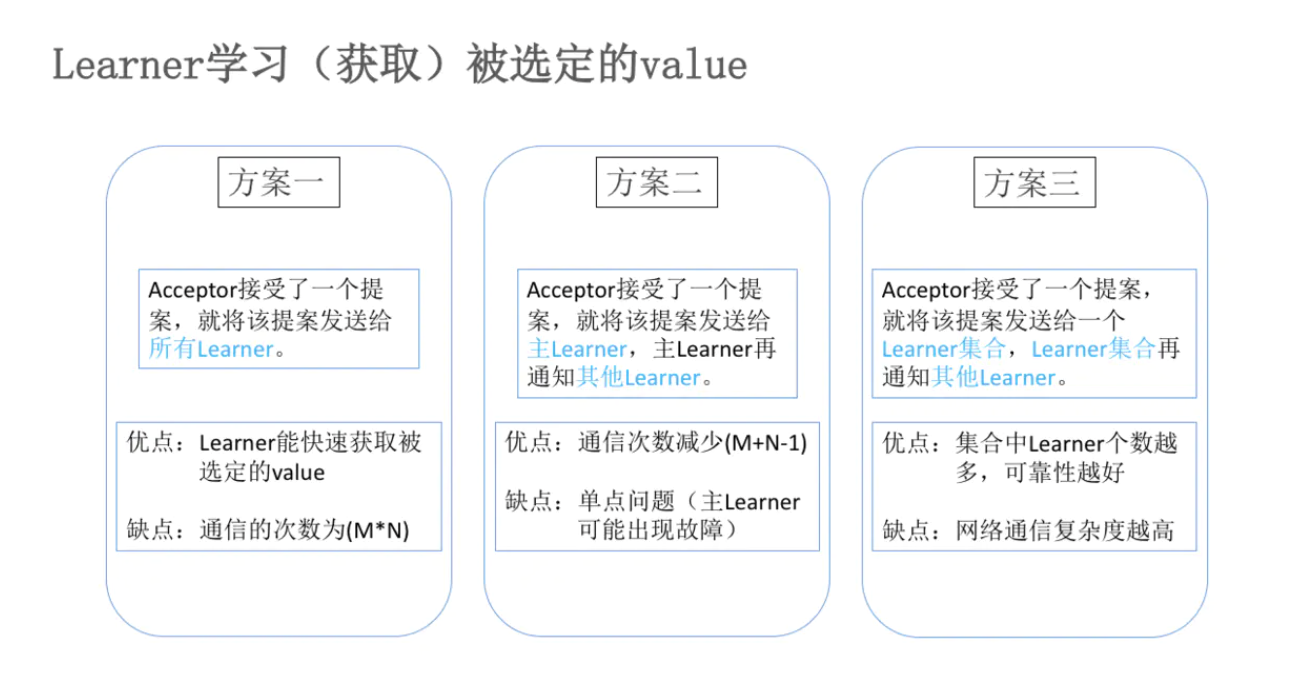 Learner学习（获取）被选定的value
方案一
Acceptor接受了一个提
案，就将该提案发送给
所有Learner。
优点：Learner能快速获取被
选定的value
缺点：通信的次数为(M*N)
方案二
Acceptor接受了一个提
案，就将该提案发送给
主Learner，主Learner再
通知其他Learner。
优点：通信次数减少(M+N-1)
缺点：单点问题（主Learner
可能出现故障）
方案三
Acceptor接受了一个提案，
就将该提案发送给一个
Learner集合，Learner集合再
通知其他Learner。
优点：集合中Learner个数越
多，可靠性越好
缺点：网络通信复杂度越高